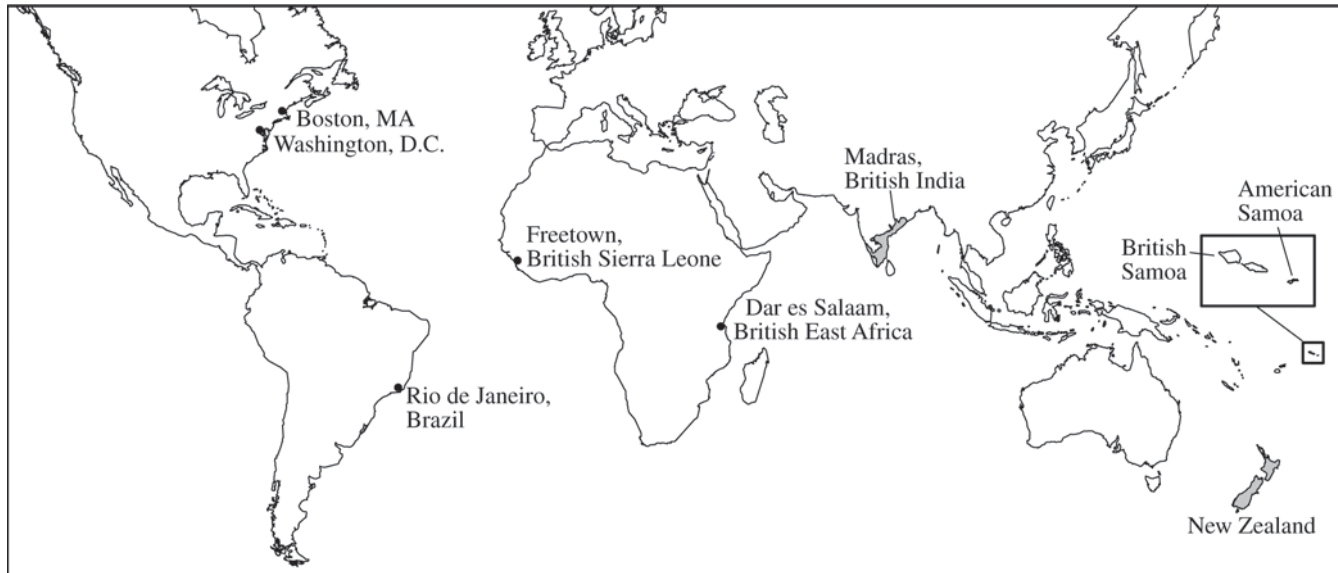 Boston, MA
Washington, D.C.
Madras,
British India
American
Samoa
British
Samoa
Freetown,
British Sierra Leone
Dar es Salaam,
British East Africa
Rio de Janeiro,
Brazil
New Zealand